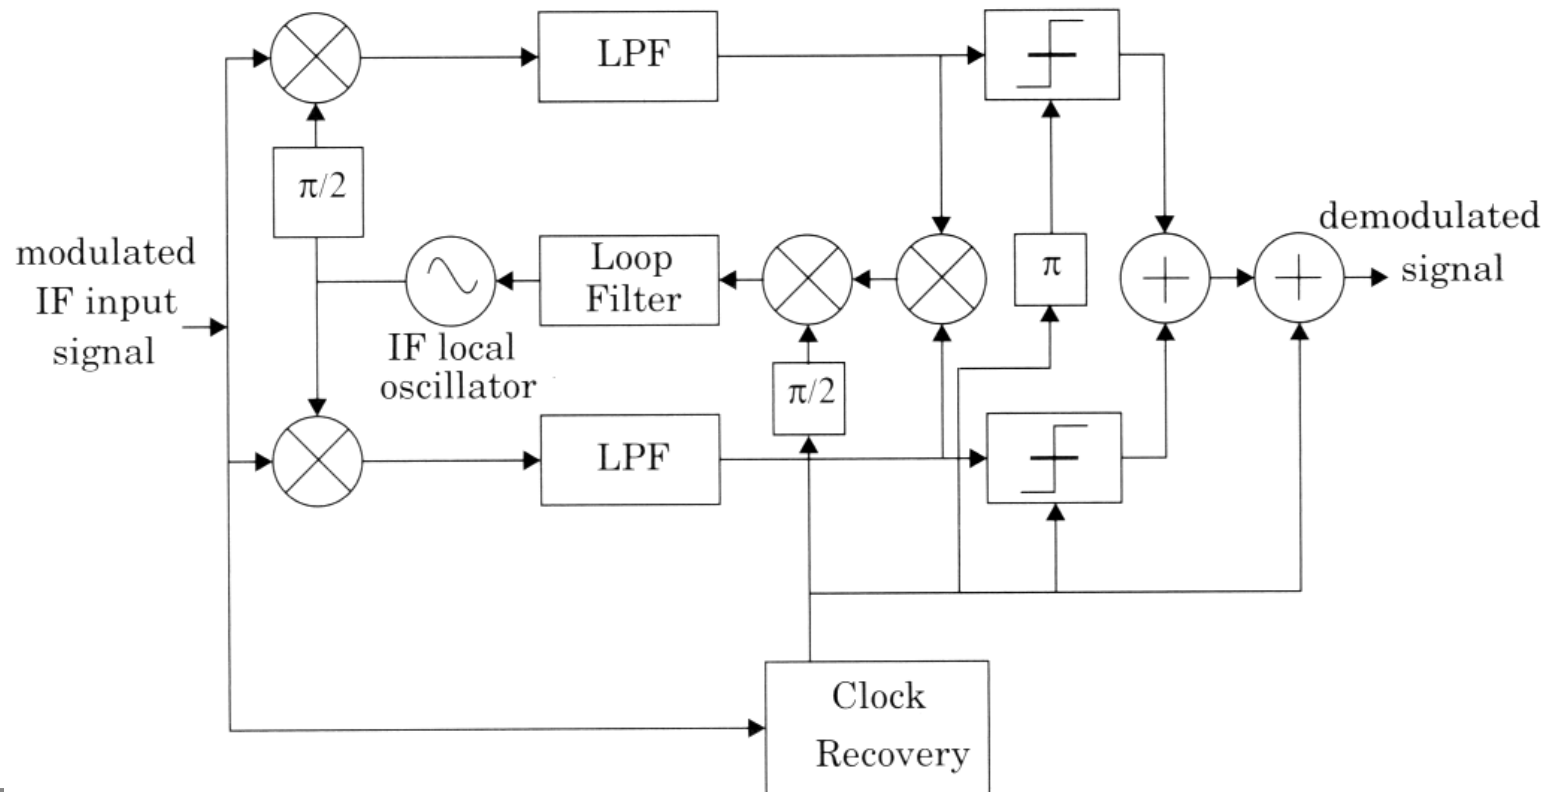 LPF
π/2
π
demodulated
signal
modulated
IF input
signal
Loop
Filter
IF local
oscillator
π/2
LPF
Clock
Recovery